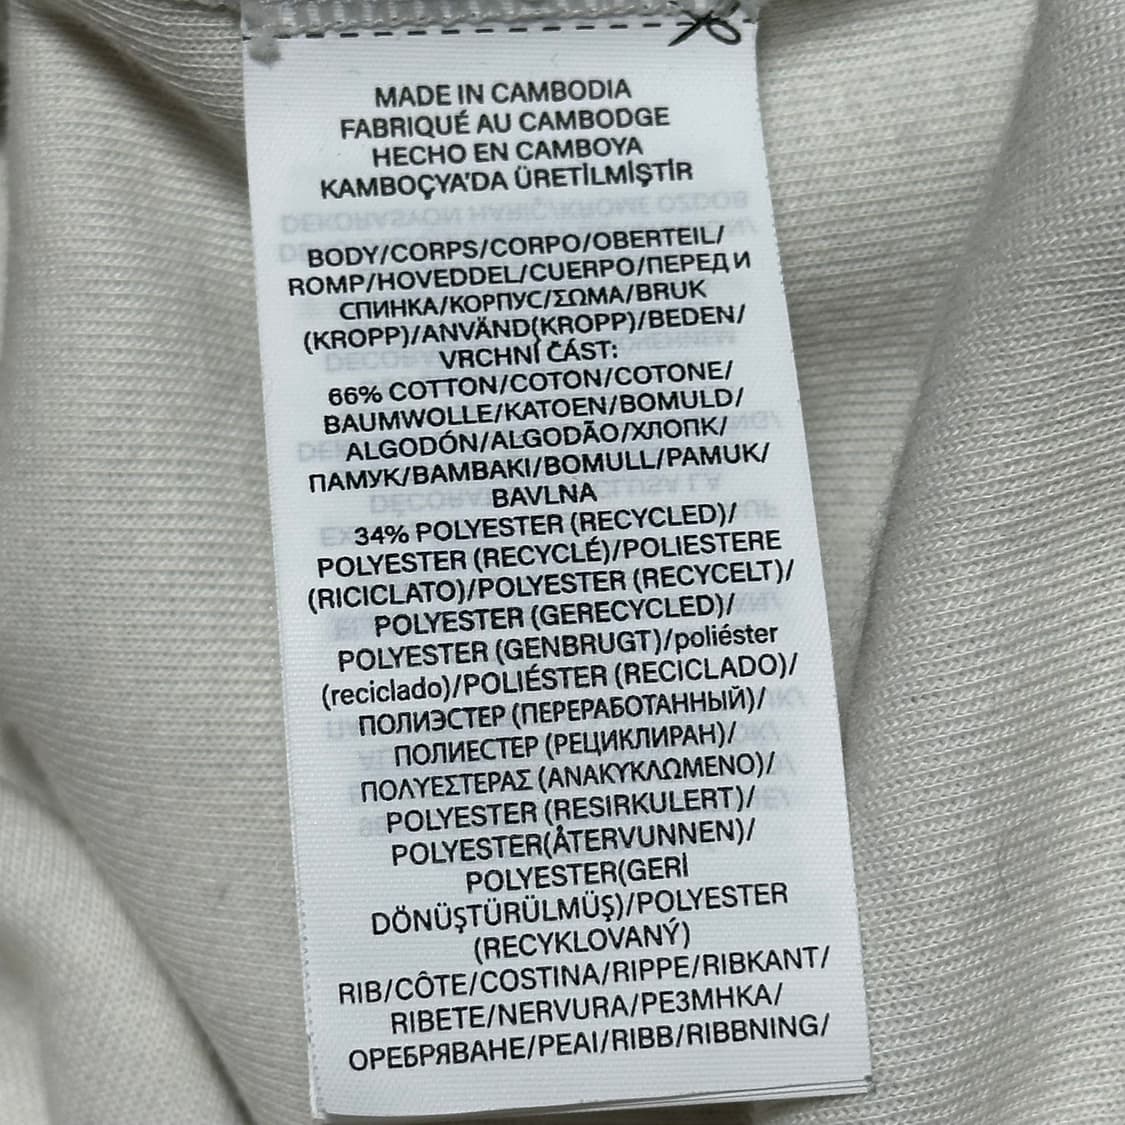 MADE IN CAMBODIA
FABRIQUÉ AU CAMBODGE
HECHO EN CAMBOYA
KAMBOÇYA'DA ÜRETİLMİŞTİR
BODY/CORPS/CORPO/OBERTEIL/
ROMP/HOVEDDEL/CUERPO/ПЕРЕД И
СПИНКА/КОРПУС/ΣΩΜΑ/BRUK
(KROPP)/ANVÄND(KROPP)/BEDEN/
VRCHNÍ ČÁST:
66% COTTON/COTON/COTONE/
BAUMWOLLE/KATOEN/BOMULD/
ALGODÓN/ALGODÃO/ХЛОПК/
ПАМУК/BAMBAKI/BOMULL/PAMUK/
BAVLNA
34% POLYESTER (RECYCLED)/
POLYESTER (RECYCLÉ)/POLIESTERE
(RICICLATO)/POLYESTER (RECYCELT)/
POLYESTER (GERECYCLED)/
POLYESTER (GENBRUGT)/poliéster
(reciclado)/POLIÉSTER (RECICLADO)/
ПОЛИЭСТЕР (ПЕРЕРАБОТАННЫЙ)/
ПОЛИЕСТЕР (РЕЦИКЛИРАН)/
ΠΟΛΥΕΣΤΕΡΑΣ (ΑΝΑΚΥΚΛΩΜΕΝΟ)/
POLYESTER (RESIRKULERT)/
POLYESTER(ÅTERVUNNEN)/
POLYESTER(GERİ
DÖNÜŞTÜRÜLMÜŞ)/POLYESTER
(RECYKLOVANÝ)
RIB/CÔTE/COSTINA/RIPPE/RIBKANT/
RIBETE/NERVURA/РЕЗМНКА/
ОРЕБРЯВАНЕ/PEAI/RIBB/RIBBNING/